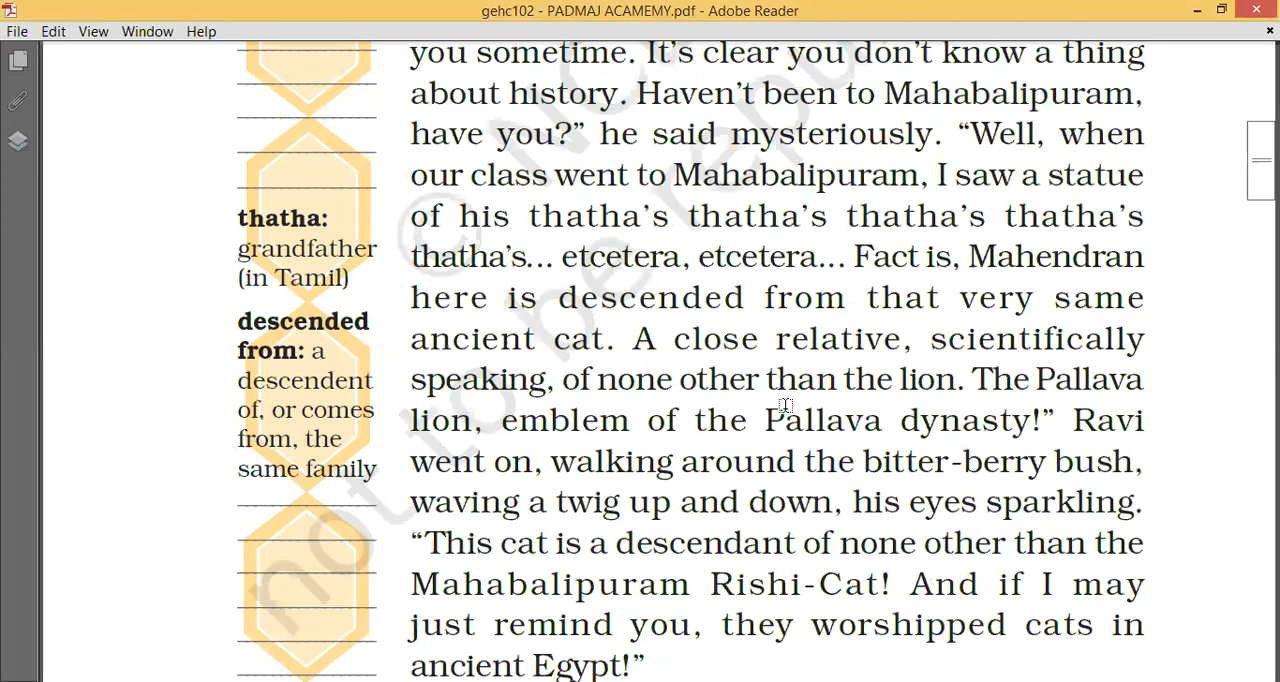 gehc102 - PADMAJ ACAMEMY.pdf - Adobe Reader
File Edit View Window Help
you sometime. It's clear you don't know a thing
about history. Haven't been to Mahabalipuram,
have you?” he said mysteriously. “Well, when
our class went to Mahabalipuram, I saw a statue
of his thatha's thatha's thatha's thatha's
thatha's... etcetera, etcetera... Fact is, Mahendran
here is descended from that very same
ancient cat. A close relative, scientifically
speaking, of none other than the lion. The Pallava
lion, emblem of the Pallava dynasty!” Ravi
went on, walking around the bitter-berry bush,
waving a twig up and down, his eyes sparkling.
“This cat is a descendant of none other than the
Mahabalipuram Rishi-Cat! And if I may
just remind you, they worshipped cats in
ancient Egypt!”
thatha:
grandfather
(in Tamil)
descended
from: a
descendent
of, or comes
from, the
same family
not to be repu